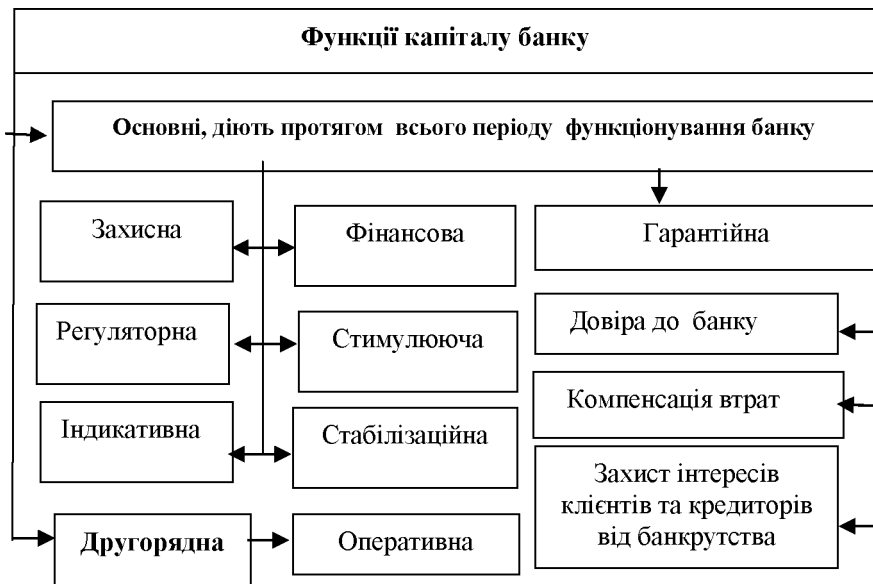 Функції капіталу банку
Основні, діють протягом всього періоду функціонування банку
Захисна
Фінансова
Гарантійна
Регуляторна
Стимулююча
Довіра до банку
Індикативна
Стабілізаційна
Компенсація втрат
Захист інтересів
клієнтів та кредиторів
від банкрутства
Другорядна
Оперативна